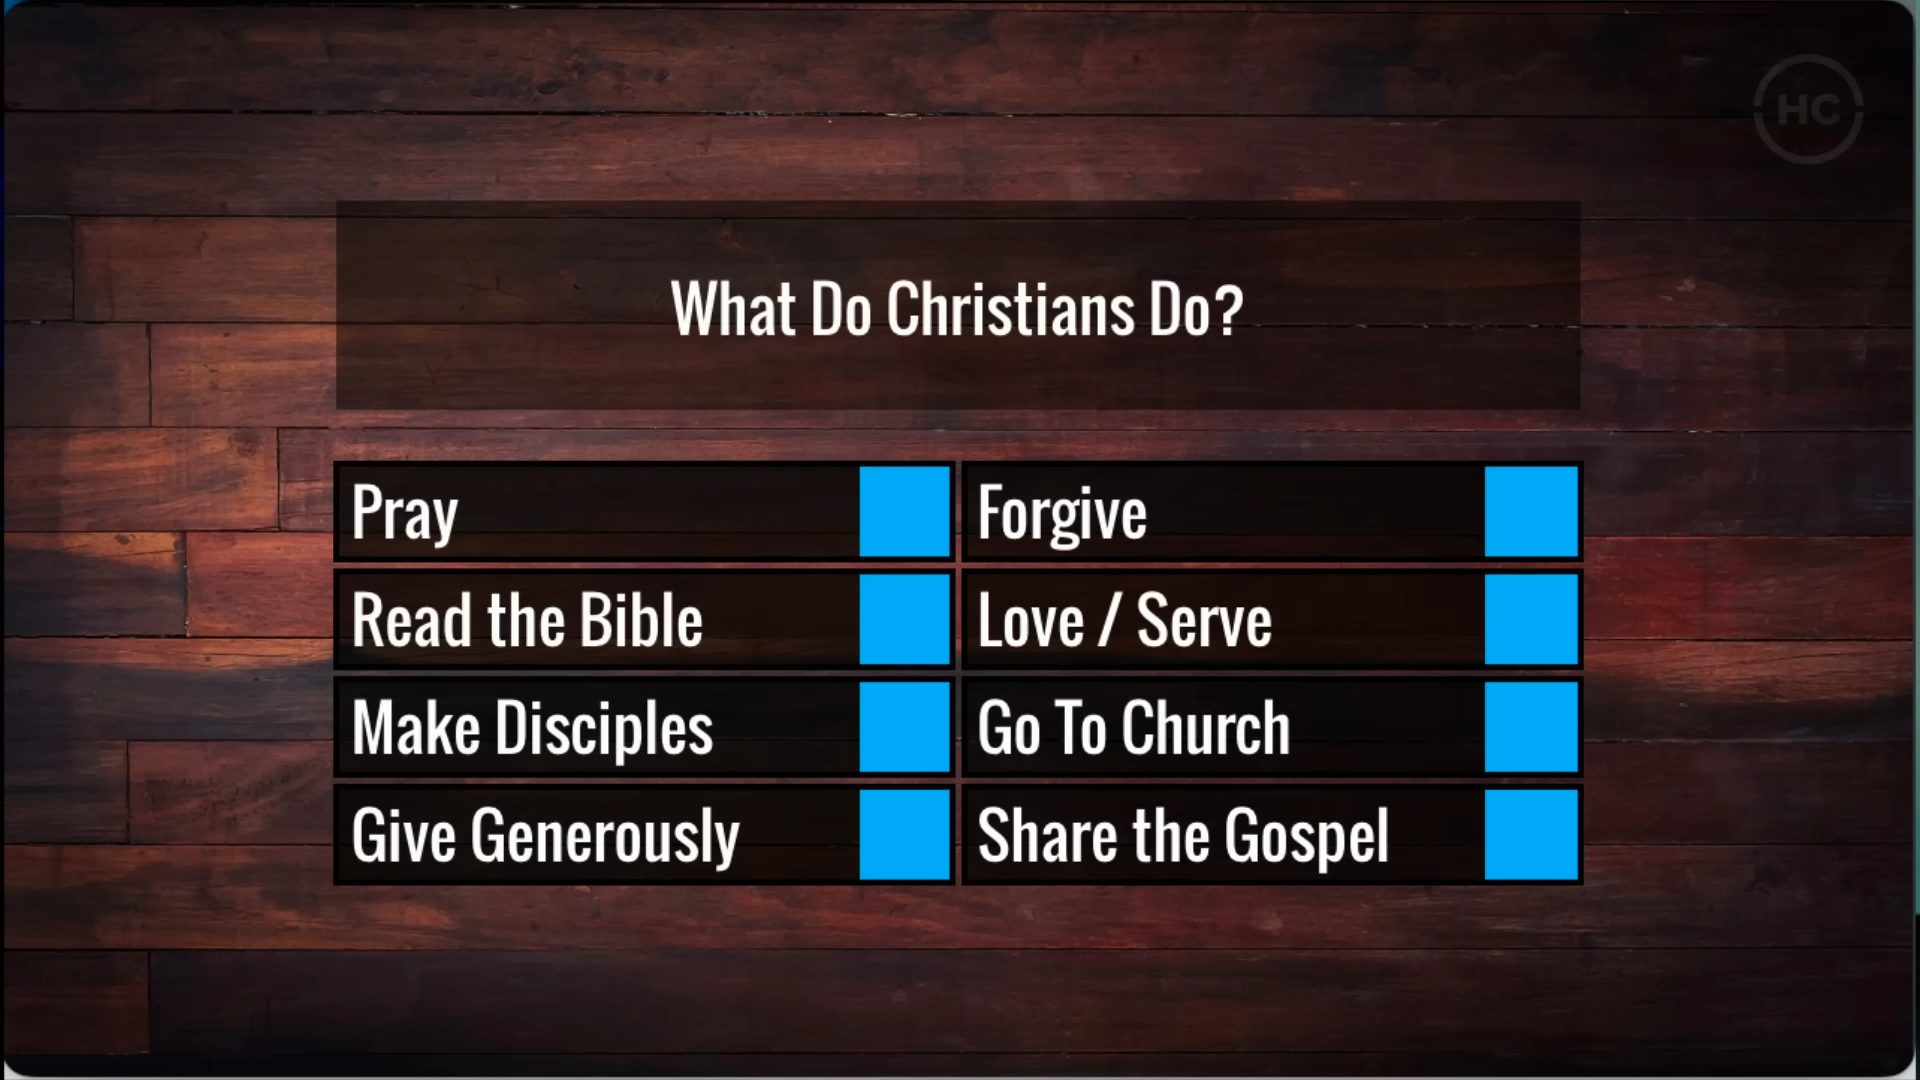 HC
What Do Christians Do?
Pray
Forgive
Read the Bible
Love / Serve
Make Disciples
Go To Church
Give Generously
Share the Gospel